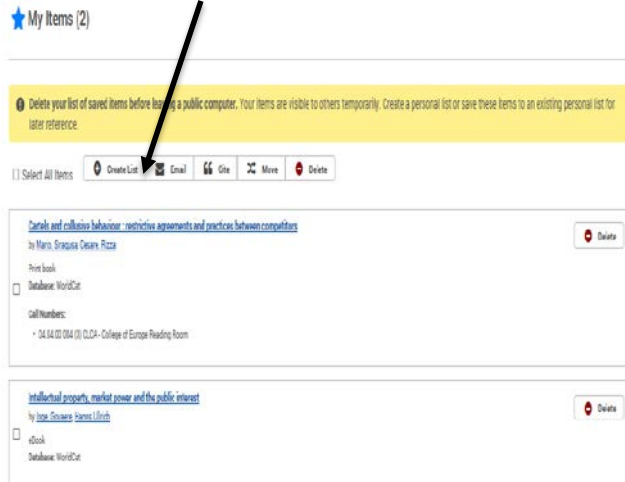 My Items (2)
Delete your list of saved items before leaving a public computer. Your items are visible to others temporarily. Create a personal list or save these items to an existing personal list for
later reference.
Select All Items Create List Email Cite Move Delete
Cartels and collusive behaviour : restrictive agreements and practices between competitors
by Mario, Siragusa Cesare, Rizza
Delete
Print book
Database: WorldCat
Call Numbers:
College of Europe Reading Room
Intellectual property, market power and the public interest
by Inge, Govaere, Hanns, Ullrich
Delete
eBook
Database: WorldCat